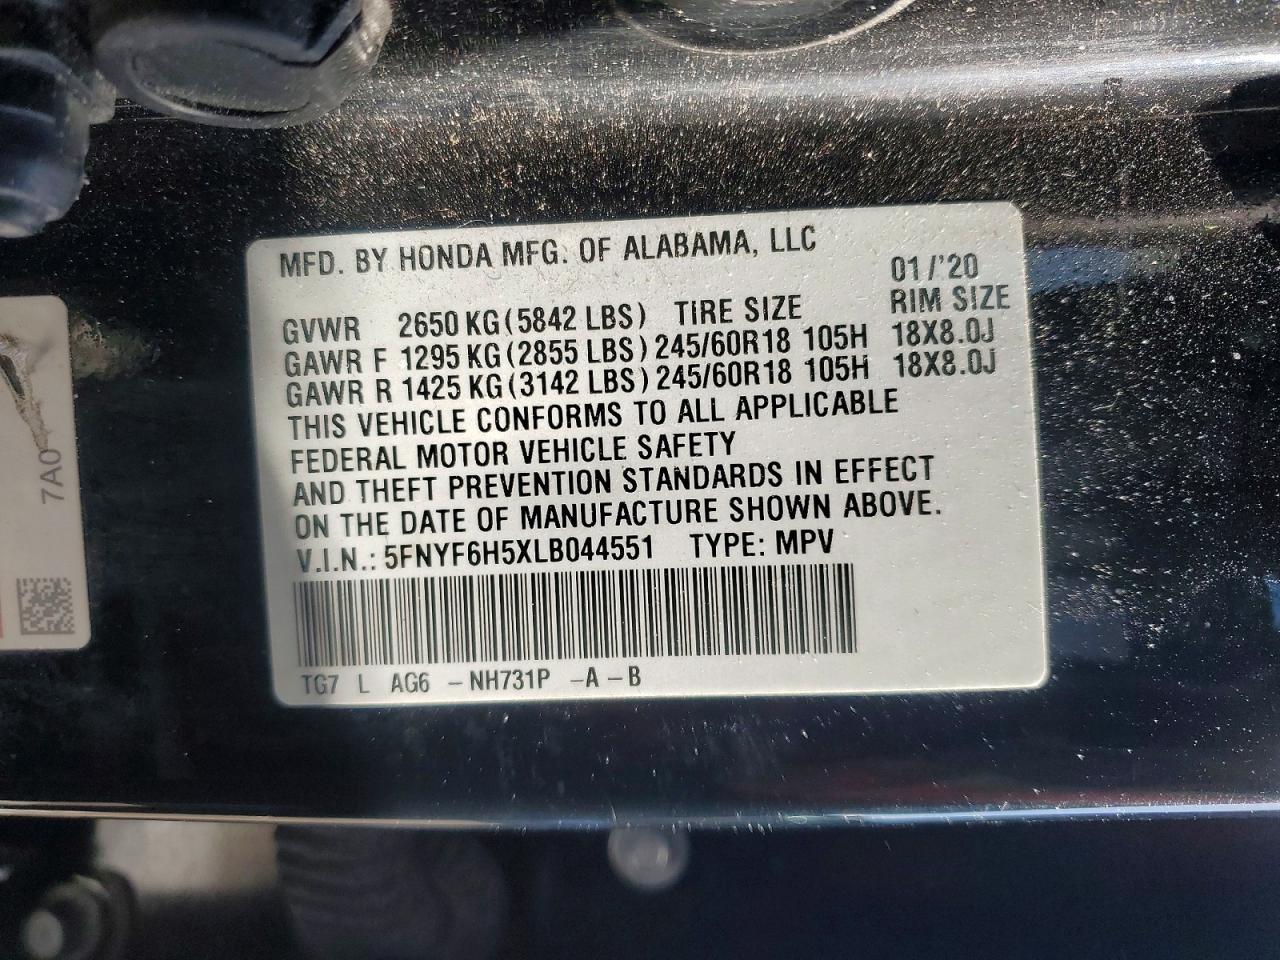 MFD. BY HONDA MFG. OF ALABAMA, LLC
01/'20
GVWR 2650 KG (5842 LBS) TIRE SIZE RIM SIZE
GAWR F 1295 KG (2855 LBS) 245/60R18 105H 18X8.0J
GAWR R 1425 KG (3142 LBS) 245/60R18 105H 18X8.0J
THIS VEHICLE CONFORMS TO ALL APPLICABLE
FEDERAL MOTOR VEHICLE SAFETY
AND THEFT PREVENTION STANDARDS IN EFFECT
ON THE DATE OF MANUFACTURE SHOWN ABOVE.
V.I.N.: 5FNYF6H5XLB044551 TYPE: MPV
TG7 L AG6 -NH731P -A-B
7A0